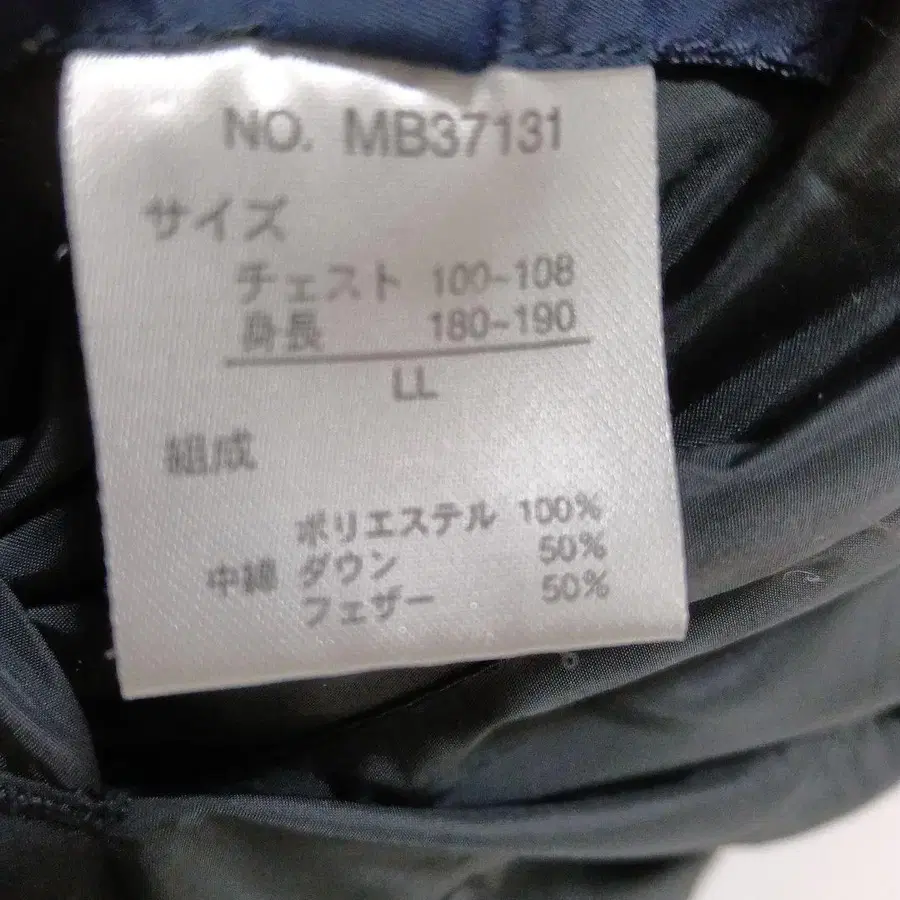 NO. MB37131
サイズ
チェスト 100~108
身長 180~190
LL
組成
ポリエステル 100%
中綿 ダウン 50%
フェザー 50%